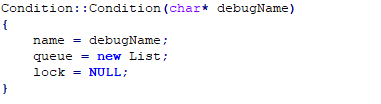 Condition::Condition(char* debugName)
{
    name = debugName;
    queue = new List;
    lock = NULL;
}